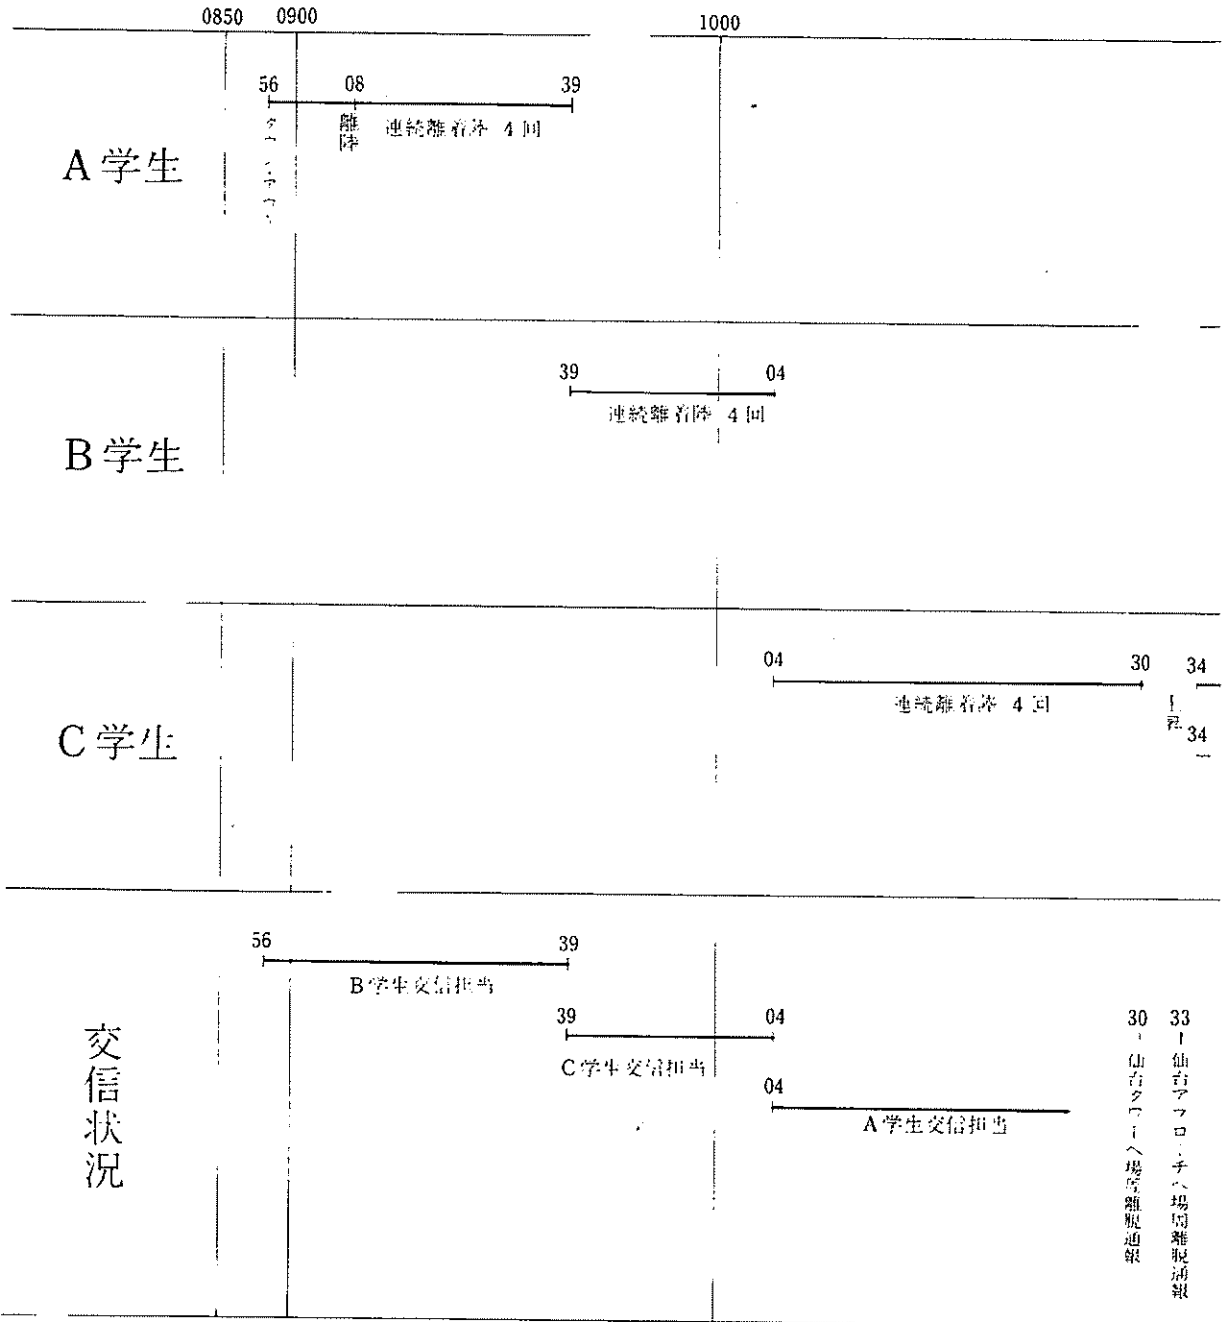 0850 0900 1000
A学生
56 08 39
離陸
連続離着陸 4回
B学生
39 04
連続離着陸 4回
C学生
04 30 34
連続離着陸 4回
上昇
34
交信状況
56 39
B学生交信担当
39 04
C学生交信担当
04
A学生交信担当
30
仙台タワーへ場周離脱通報
33
仙台アプローチへ場周離脱通報